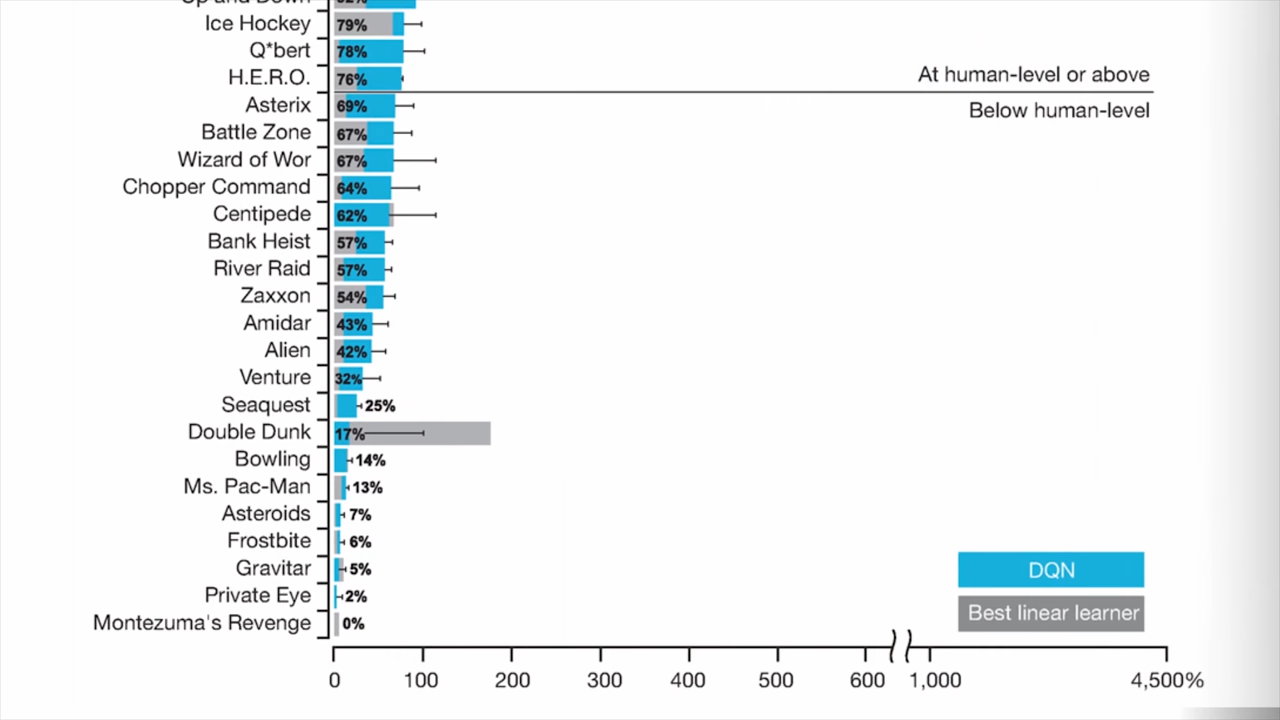 Up and Down 92%
Ice Hockey 79%
Q*bert 78%
H.E.R.O. 76%
At human-level or above
Asterix 69%
Below human-level
Battle Zone 67%
Wizard of Wor 67%
Chopper Command 64%
Centipede 62%
Bank Heist 57%
River Raid 57%
Zaxxon 54%
Amidar 43%
Alien 42%
Venture 32%
Seaquest 25%
Double Dunk 17%
Bowling 14%
Ms. Pac-Man 13%
Asteroids 7%
Frostbite 6%
Gravitar 5%
Private Eye 2%
Montezuma's Revenge 0%
DQN
Best linear learner
0 100 200 300 400 500 600 1,000 4,500%